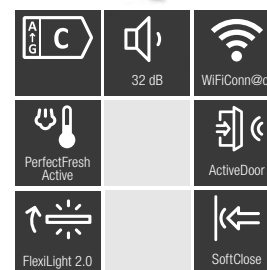 A
G
C
32 dB
WiFiConn@c
PerfectFresh
Active
ActiveDoor
FlexiLight 2.0
SoftClose